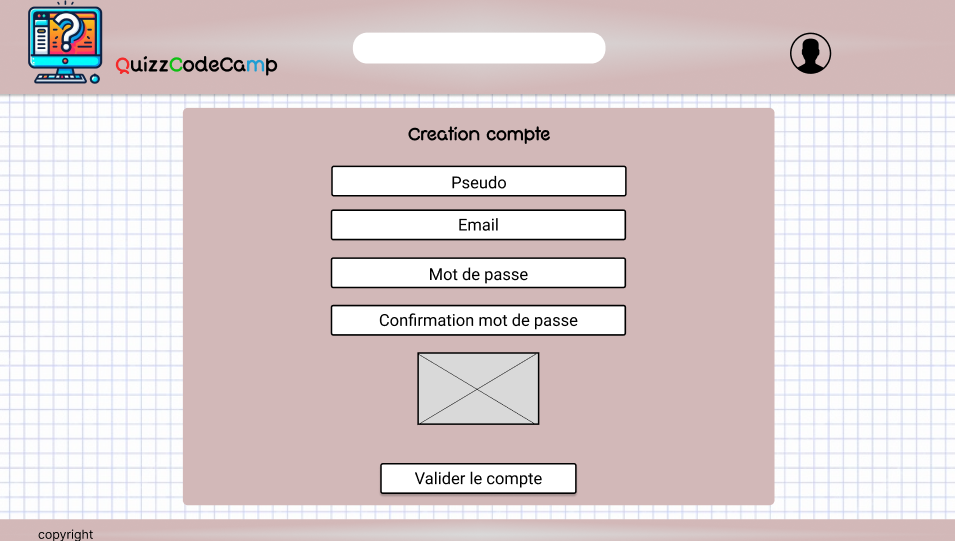 ?
QuizzCodeCamp
Creation compte
Pseudo
Email
Mot de passe
Confirmation mot de passe
Valider le compte
copyright